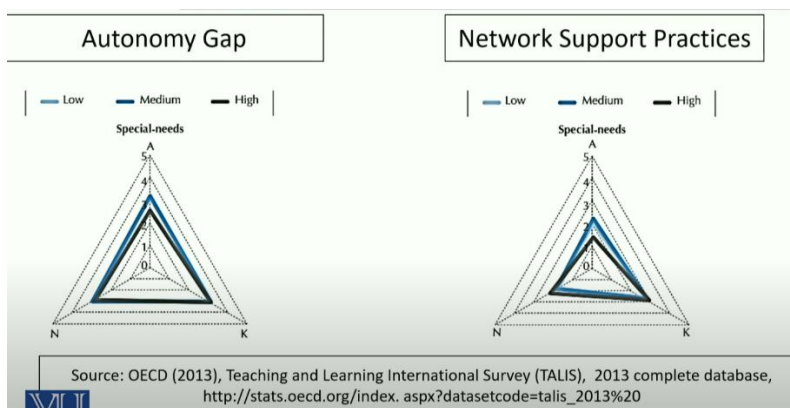 Autonomy Gap
Network Support Practices
Low Medium High
Low Medium High
Special-needs
A
5
4
3
2
1
0
N
K
Special-needs
A
5
4
3
2
1
0
N
K
Source: OECD (2013), Teaching and Learning International Survey (TALIS), 2013 complete database,
http://stats.oecd.org/index. aspx?datasetcode=talis_2013%20
VU